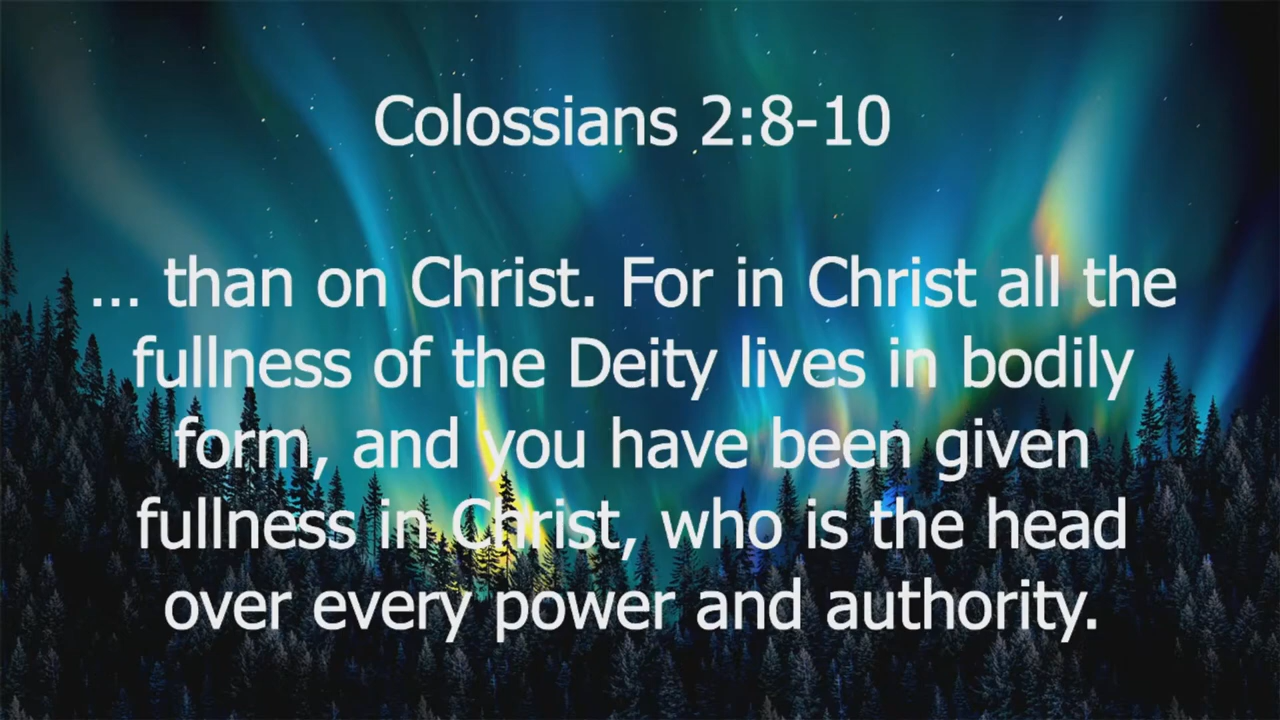 Colossians 2:8-10
... than on Christ. For in Christ all the
fullness of the Deity lives in bodily
form, and you have been given
fullness in Christ, who is the head
over every power and authority.